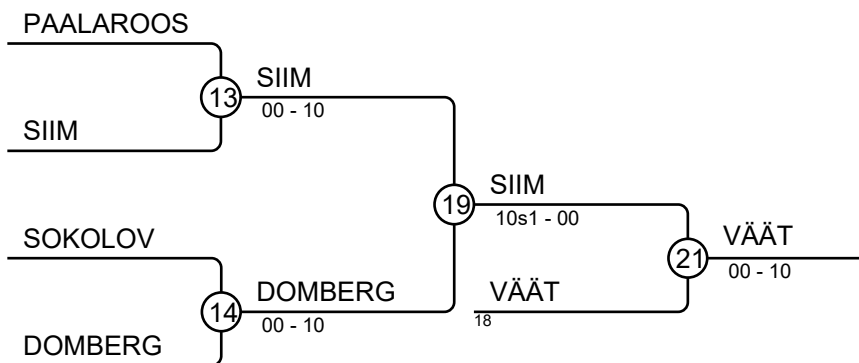 PAALAROOS
13
SIIM
00 - 10
SIIM
19
SIIM
10s1 - 00
21
VÄÄT
00 - 10
SOKOLOV
14
DOMBERG
00 - 10
VÄÄT
18
DOMBERG